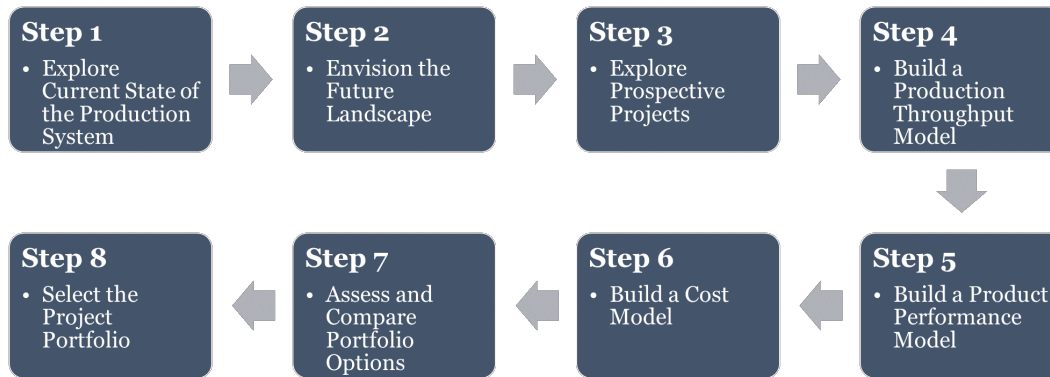 Step 1
• Explore
Current State of
the Production
System
Step 2
• Envision the
Future
Landscape
Step 3
• Explore
Prospective
Projects
Step 4
• Build a
Production
Throughput
Model
Step 5
• Build a Product
Performance
Model
Step 6
• Build a Cost
Model
Step 7
• Assess and
Compare
Portfolio
Options
Step 8
• Select the
Project
Portfolio